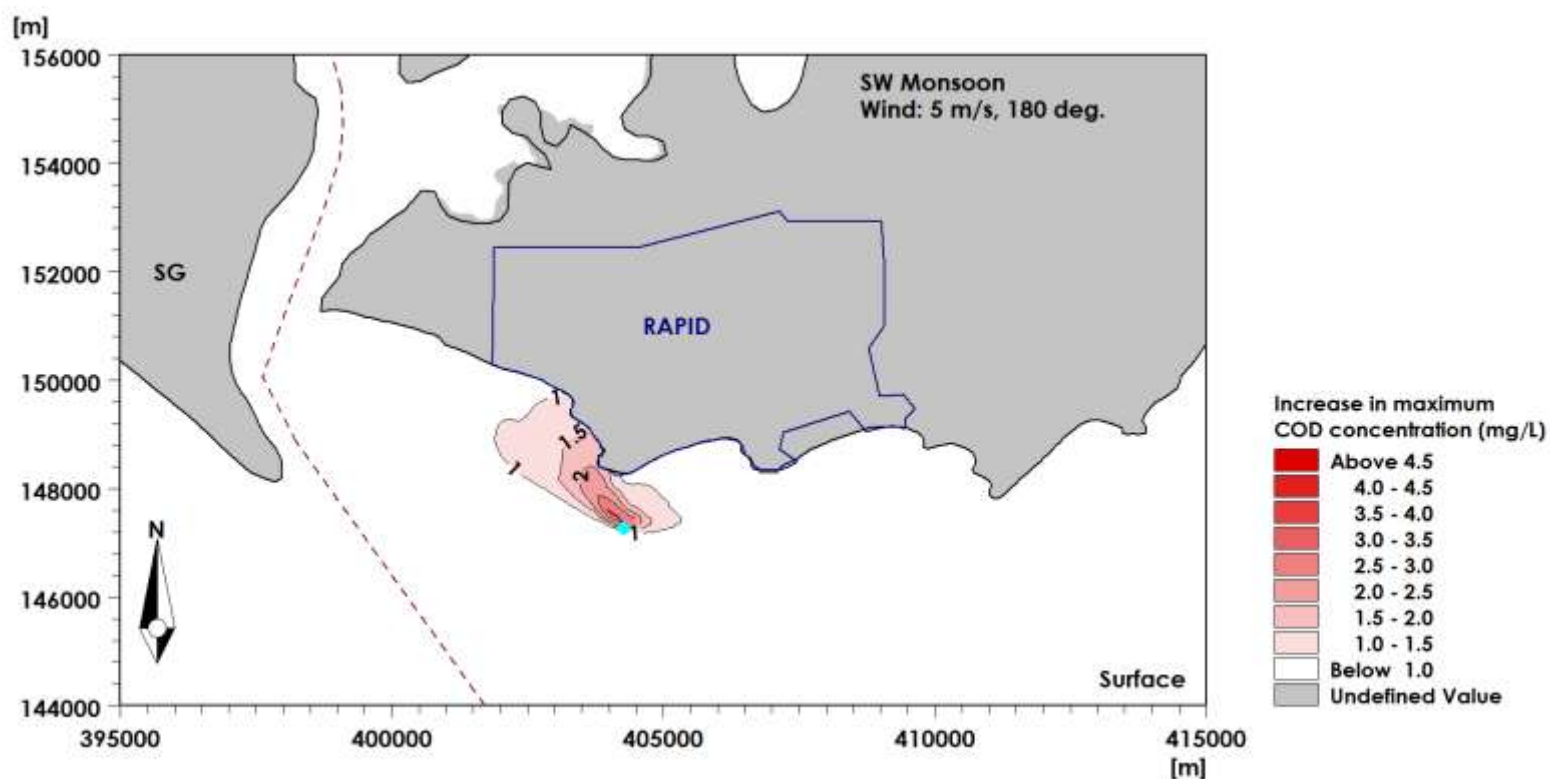 [m]
156000
154000
152000
150000
148000
146000
144000
395000
400000
405000
410000
415000
[m]
SW Monsoon
Wind: 5 m/s, 180 deg.
SG
RAPID
1
1.5
1
2
1
N
Surface
Increase in maximum
COD concentration (mg/L)
Above 4.5
4.0 - 4.5
3.5 - 4.0
3.0 - 3.5
2.5 - 3.0
2.0 - 2.5
1.5 - 2.0
1.0 - 1.5
Below 1.0
Undefined Value